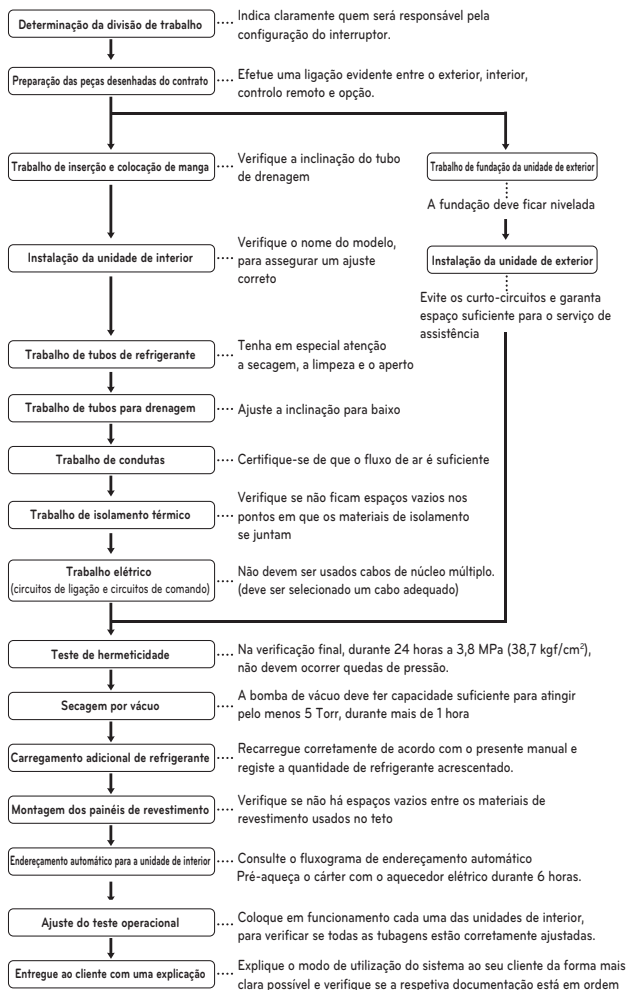 Determinação da divisão de trabalho
Indica claramente quem será responsável pela
configuração do interruptor.
Preparação das peças desenhadas do contrato
Efetue uma ligação evidente entre o exterior, interior,
controlo remoto e opção.
Trabalho de inserção e colocação de manga
Verifique a inclinação do tubo
de drenagem
Trabalho de fundação da unidade de exterior
A fundação deve ficar nivelada
Instalação da unidade de interior
Verifique o nome do modelo,
para assegurar um ajuste
correto
Instalação da unidade de exterior
Evite os curto-circuitos e garanta
espaço suficiente para o serviço de
assistência
Trabalho de tubos de refrigerante
Tenha em especial atenção
a secagem, a limpeza e o aperto
Trabalho de tubos para drenagem
Ajuste a inclinação para baixo
Trabalho de condutas
Certifique-se de que o fluxo de ar é suficiente
Trabalho de isolamento térmico
Verifique se não ficam espaços vazios nos
pontos em que os materiais de isolamento
se juntam
Trabalho elétrico
(circuitos de ligação e circuitos de comando)
Não devem ser usados cabos de núcleo múltiplo.
(deve ser selecionado um cabo adequado)
Teste de hermeticidade
Na verificação final, durante 24 horas a 3,8 MPa (38,7 kgf/cm²),
não devem ocorrer quedas de pressão.
Secagem por vácuo
A bomba de vácuo deve ter capacidade suficiente para atingir
pelo menos 5 Torr, durante mais de 1 hora
Carregamento adicional de refrigerante
Recarregue corretamente de acordo com o presente manual e
registe a quantidade de refrigerante acrescentado.
Montagem dos painéis de revestimento
Verifique se não há espaços vazios entre os materiais de
revestimento usados no teto
Endereçamento automático para a unidade de interior
Consulte o fluxograma de endereçamento automático
Pré-aqueça o cárter com o aquecedor elétrico durante 6 horas.
Ajuste do teste operacional
Coloque em funcionamento cada uma das unidades de interior,
para verificar se todas as tubagens estão corretamente ajustadas.
Entregue ao cliente com uma explicação
Explique o modo de utilização do sistema ao seu cliente da forma mais
clara possível e verifique se a respetiva documentação está em ordem